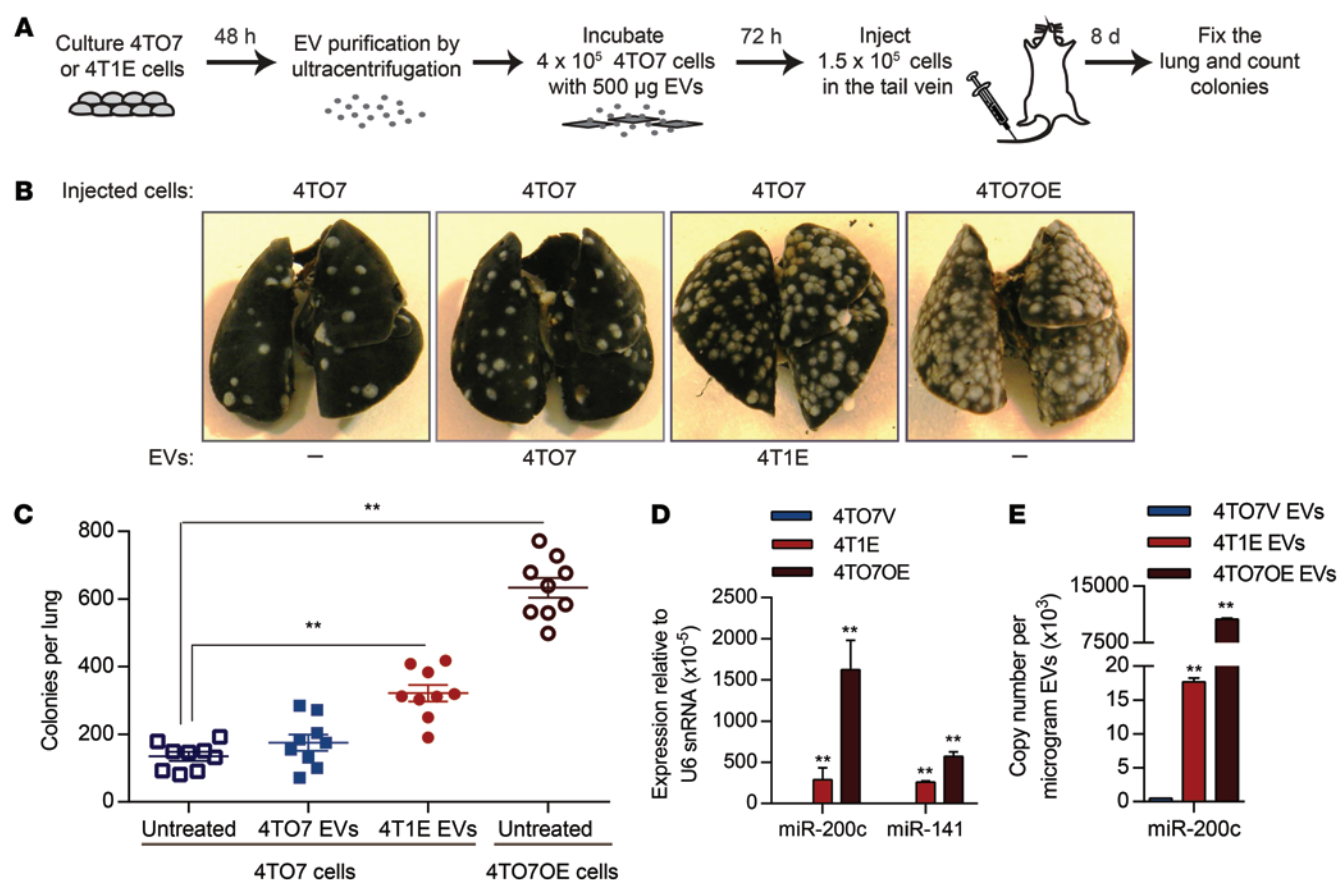 A
Culture 4TO7
or 4T1E cells
48 h
EV purification by
ultracentrifugation
Incubate
4 x 10⁵ 4TO7 cells
with 500 µg EVs
72 h
Inject
1.5 x 10⁵ cells
in the tail vein
8 d
Fix the
lung and count
colonies
B
Injected cells: 4TO7 4TO7 4TO7 4TO7OE
EVs: – 4TO7 4T1E –
C
Colonies per lung
800
600
400
200
0
**
**
Untreated 4TO7 EVs 4T1E EVs Untreated
4TO7 cells 4TO7OE cells
D
4TO7V
4T1E
4TO7OE
Expression relative to
U6 snRNA (x10⁻⁵)
2500
2000
1500
1000
500
0
** ** ** **
miR-200c miR-141
E
4TO7V EVs
4T1E EVs
4TO7OE EVs
Copy number per
microgram EVs (x10³)
15000
7500
20
15
10
5
0
** **
miR-200c